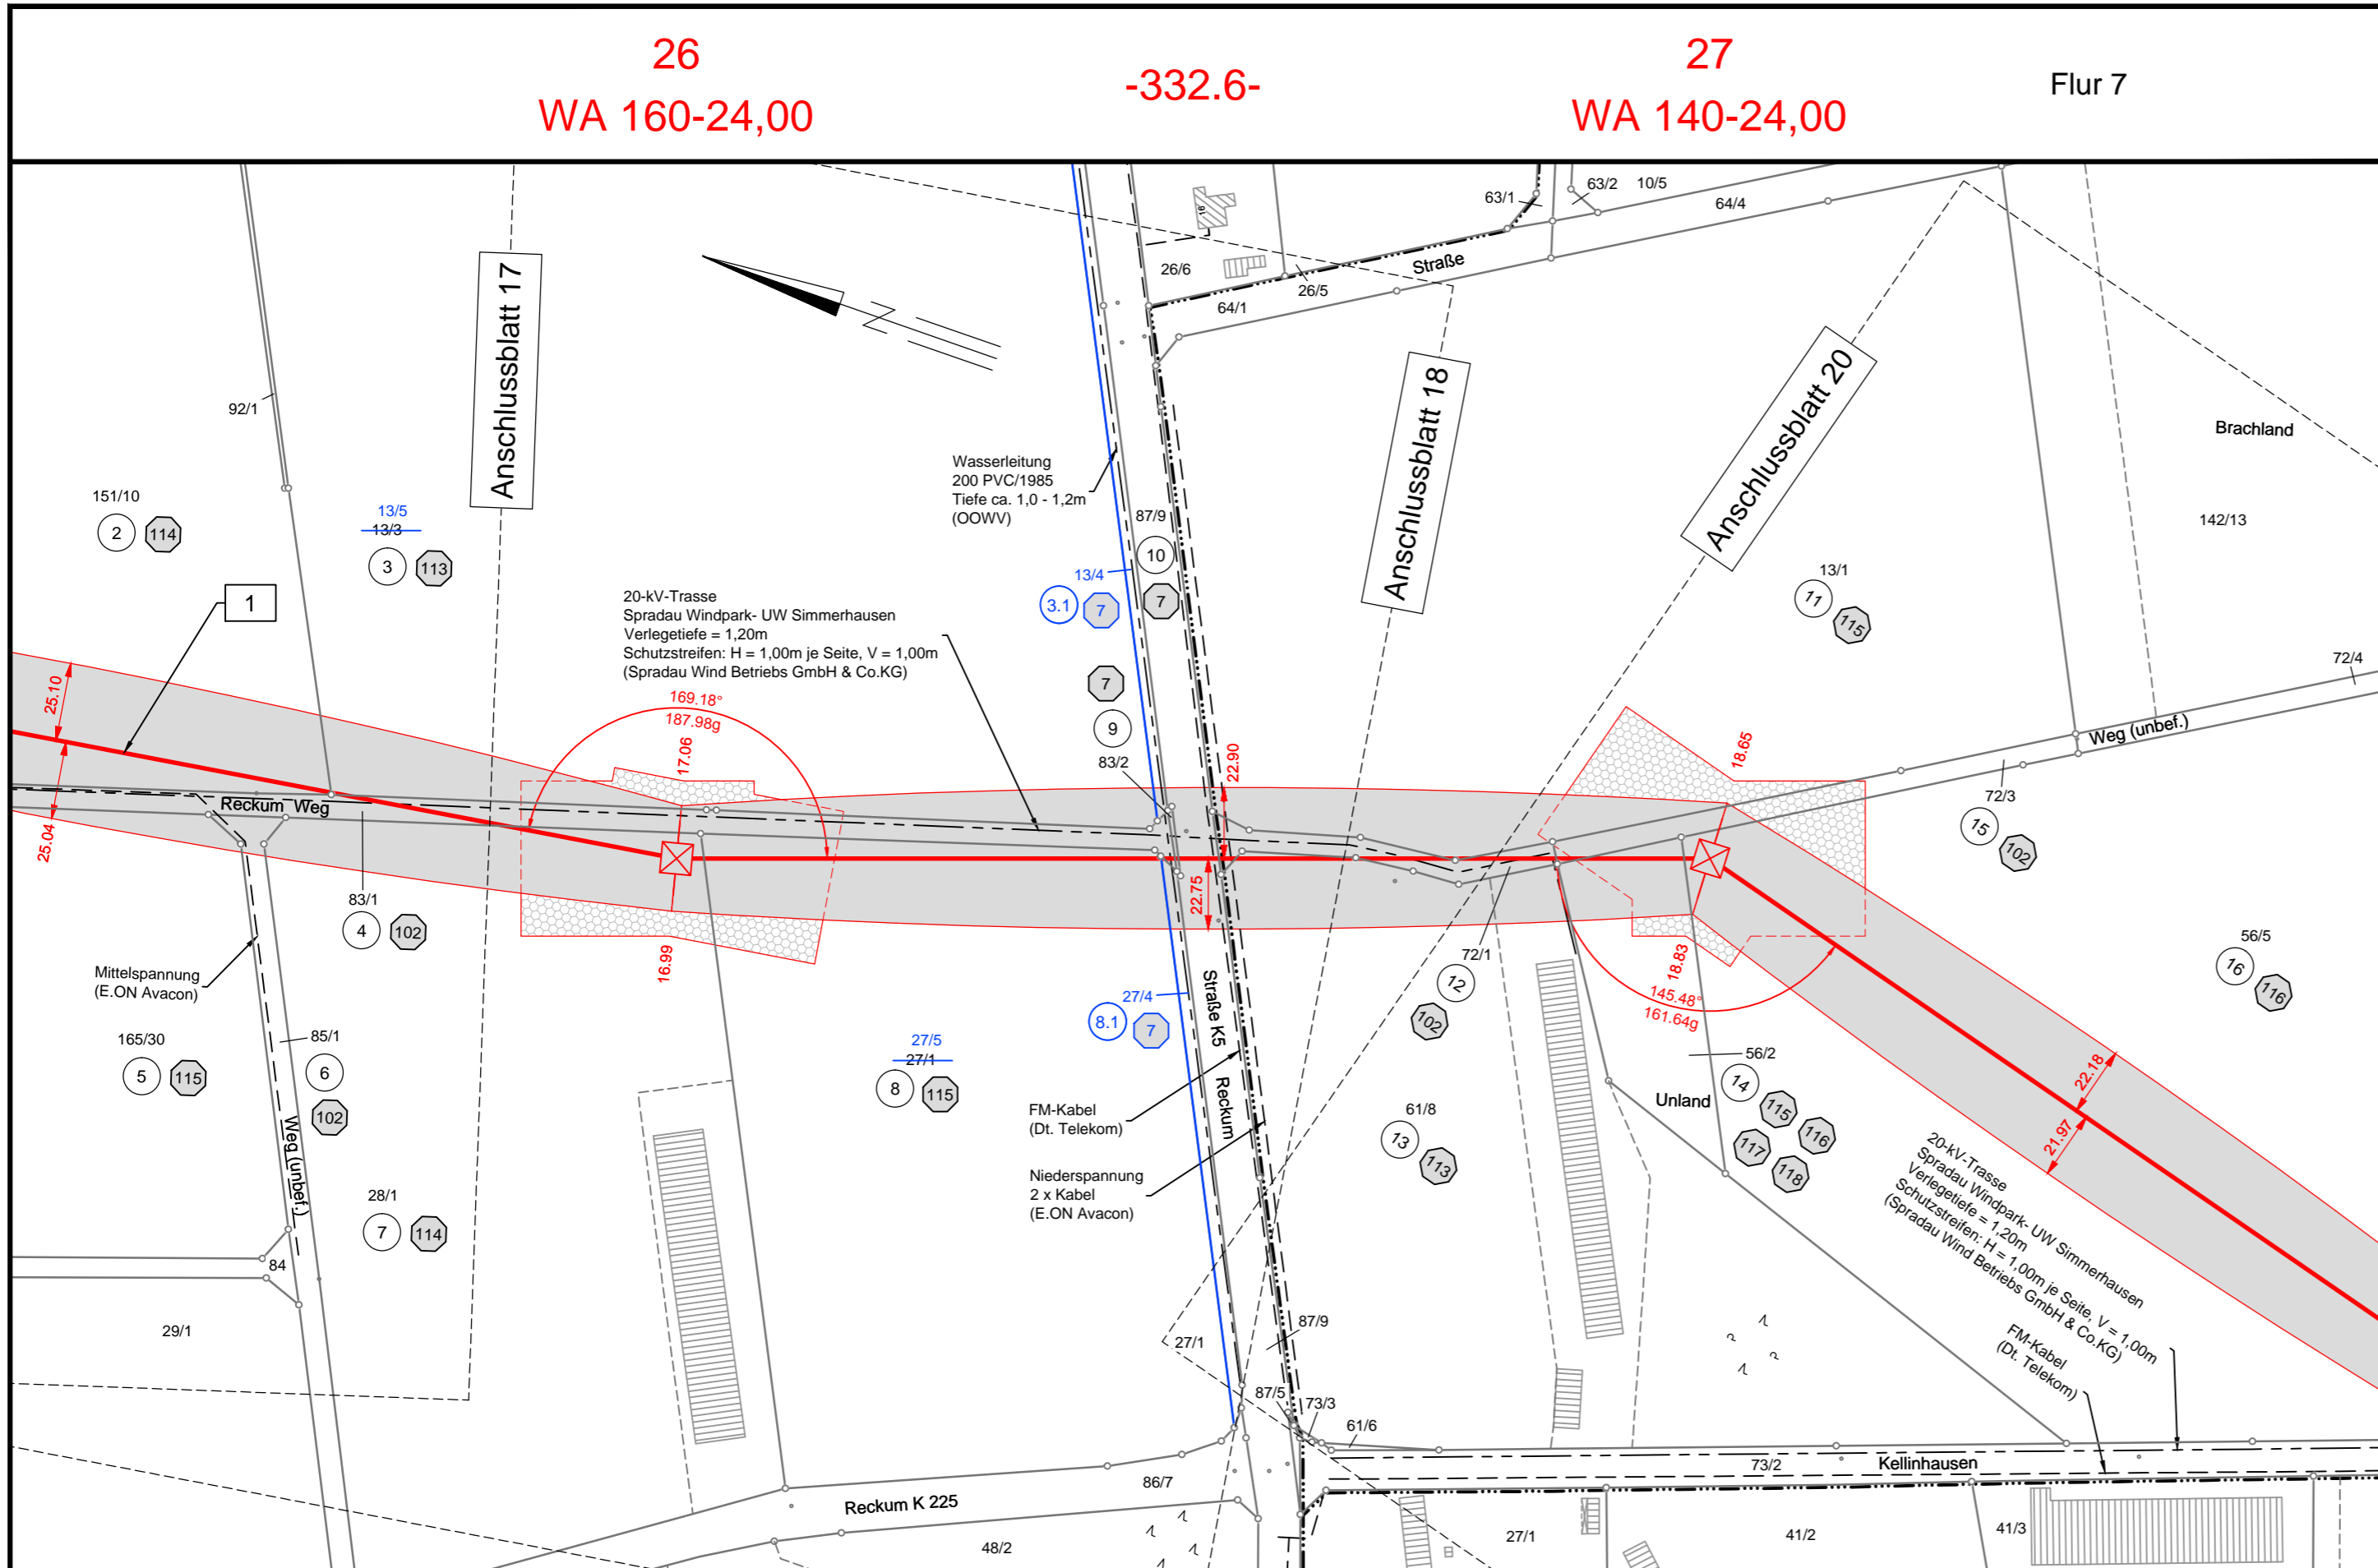 26
WA 160-24,00
-332.6-
27
WA 140-24,00
Flur 7
16
63/1
63/2
10/5
64/4
26/6
Straße
26/5
64/1
Anschlussblatt 17
Anschlussblatt 18
Anschlussblatt 20
92/1
Brachland
142/13
151/10
2
114
13/5
13/3
3
113
Wasserleitung
200 PVC/1985
Tiefe ca. 1,0 - 1,2m
(OOWV)
87/9
10
7
13/4
3.1
7
13/1
11
115
1
20-kV-Trasse
Spradau Windpark- UW Simmerhausen
Verlegetiefe = 1,20m
Schutzstreifen: H = 1,00m je Seite, V = 1,00m
(Spradau Wind Betriebs GmbH & Co.KG)
7
9
83/2
72/4
Weg (unbef.)
25.10
25.04
169.18°
187.98g
17.06
16.99
22.90
22.75
18.65
72/3
15
102
Reckum Weg
83/1
4
102
Mittelspannung
(E.ON Avacon)
72/1
12
102
18.83
145.48°
161.64g
56/5
16
116
27/4
8.1
7
Straße K5
Reckum
165/30
5
115
85/1
6
102
Weg (unbef.)
27/5
27/1
8
115
FM-Kabel
(Dt. Telekom)
Niederspannung
2 x Kabel
(E.ON Avacon)
61/8
13
113
Unland
56/2
14
115
116
117
118
22.18
21.97
28/1
7
114
84
29/1
20-kV-Trasse
Spradau Windpark- UW Simmerhausen
Verlegetiefe = 1,20m
Schutzstreifen: H = 1,00m je Seite, V = 1,00m
(Spradau Wind Betriebs GmbH & Co.KG)
FM-Kabel
(Dt. Telekom)
27/1
87/9
87/5
73/3
61/6
73/2
Kellinhausen
86/7
Reckum K 225
48/2
27/1
41/2
41/3